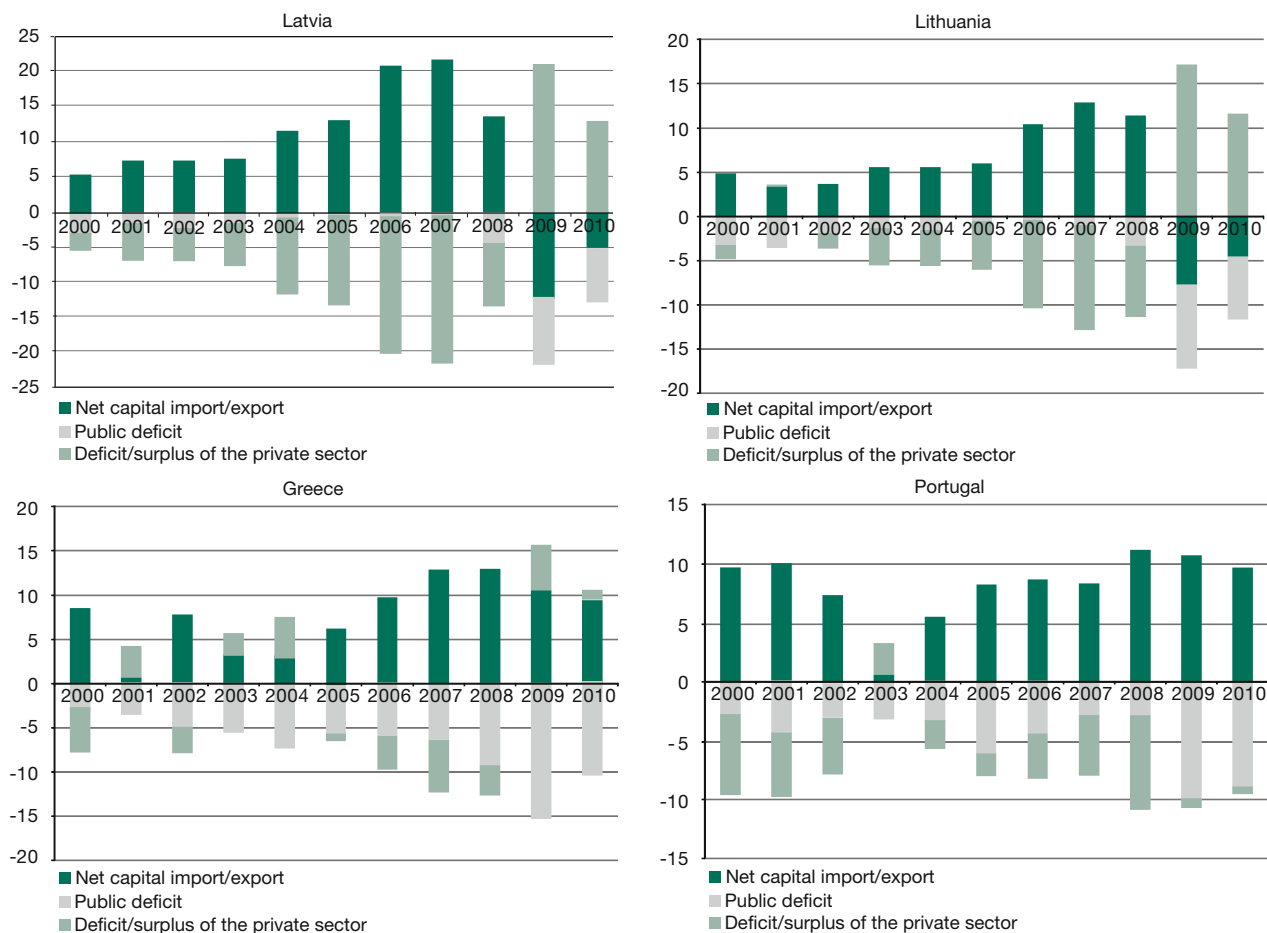 Latvia
25
20
15
10
5
0
-5
-10
-15
-20
-25
2000 2001 2002 2003 2004 2005 2006 2007 2008 2009 2010
Net capital import/export
Public deficit
Deficit/surplus of the private sector
Lithuania
20
15
10
5
0
-5
-10
-15
-20
2000 2001 2002 2003 2004 2005 2006 2007 2008 2009 2010
Net capital import/export
Public deficit
Deficit/surplus of the private sector
Greece
20
15
10
5
0
-5
-10
-15
-20
2000 2001 2002 2003 2004 2005 2006 2007 2008 2009 2010
Net capital import/export
Public deficit
Deficit/surplus of the private sector
Portugal
15
10
5
0
-5
-10
-15
2000 2001 2002 2003 2004 2005 2006 2007 2008 2009 2010
Net capital import/export
Public deficit
Deficit/surplus of the private sector